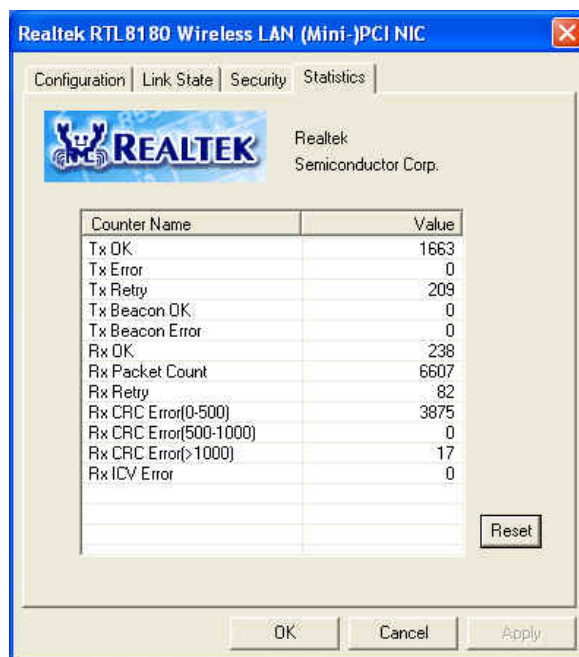 Realtek RTL8180 Wireless LAN (Mini-)PCI NIC
Configuration Link State Security Statistics
REALTEK
Realtek
Semiconductor Corp.
Counter Name Value
Tx OK 1663
Tx Error 0
Tx Retry 209
Tx Beacon OK 0
Tx Beacon Error 0
Rx OK 238
Rx Packet Count 6607
Rx Retry 82
Rx CRC Error(0-500) 3875
Rx CRC Error(500-1000) 0
Rx CRC Error(>1000) 17
Rx ICV Error 0
Reset
OK Cancel Apply